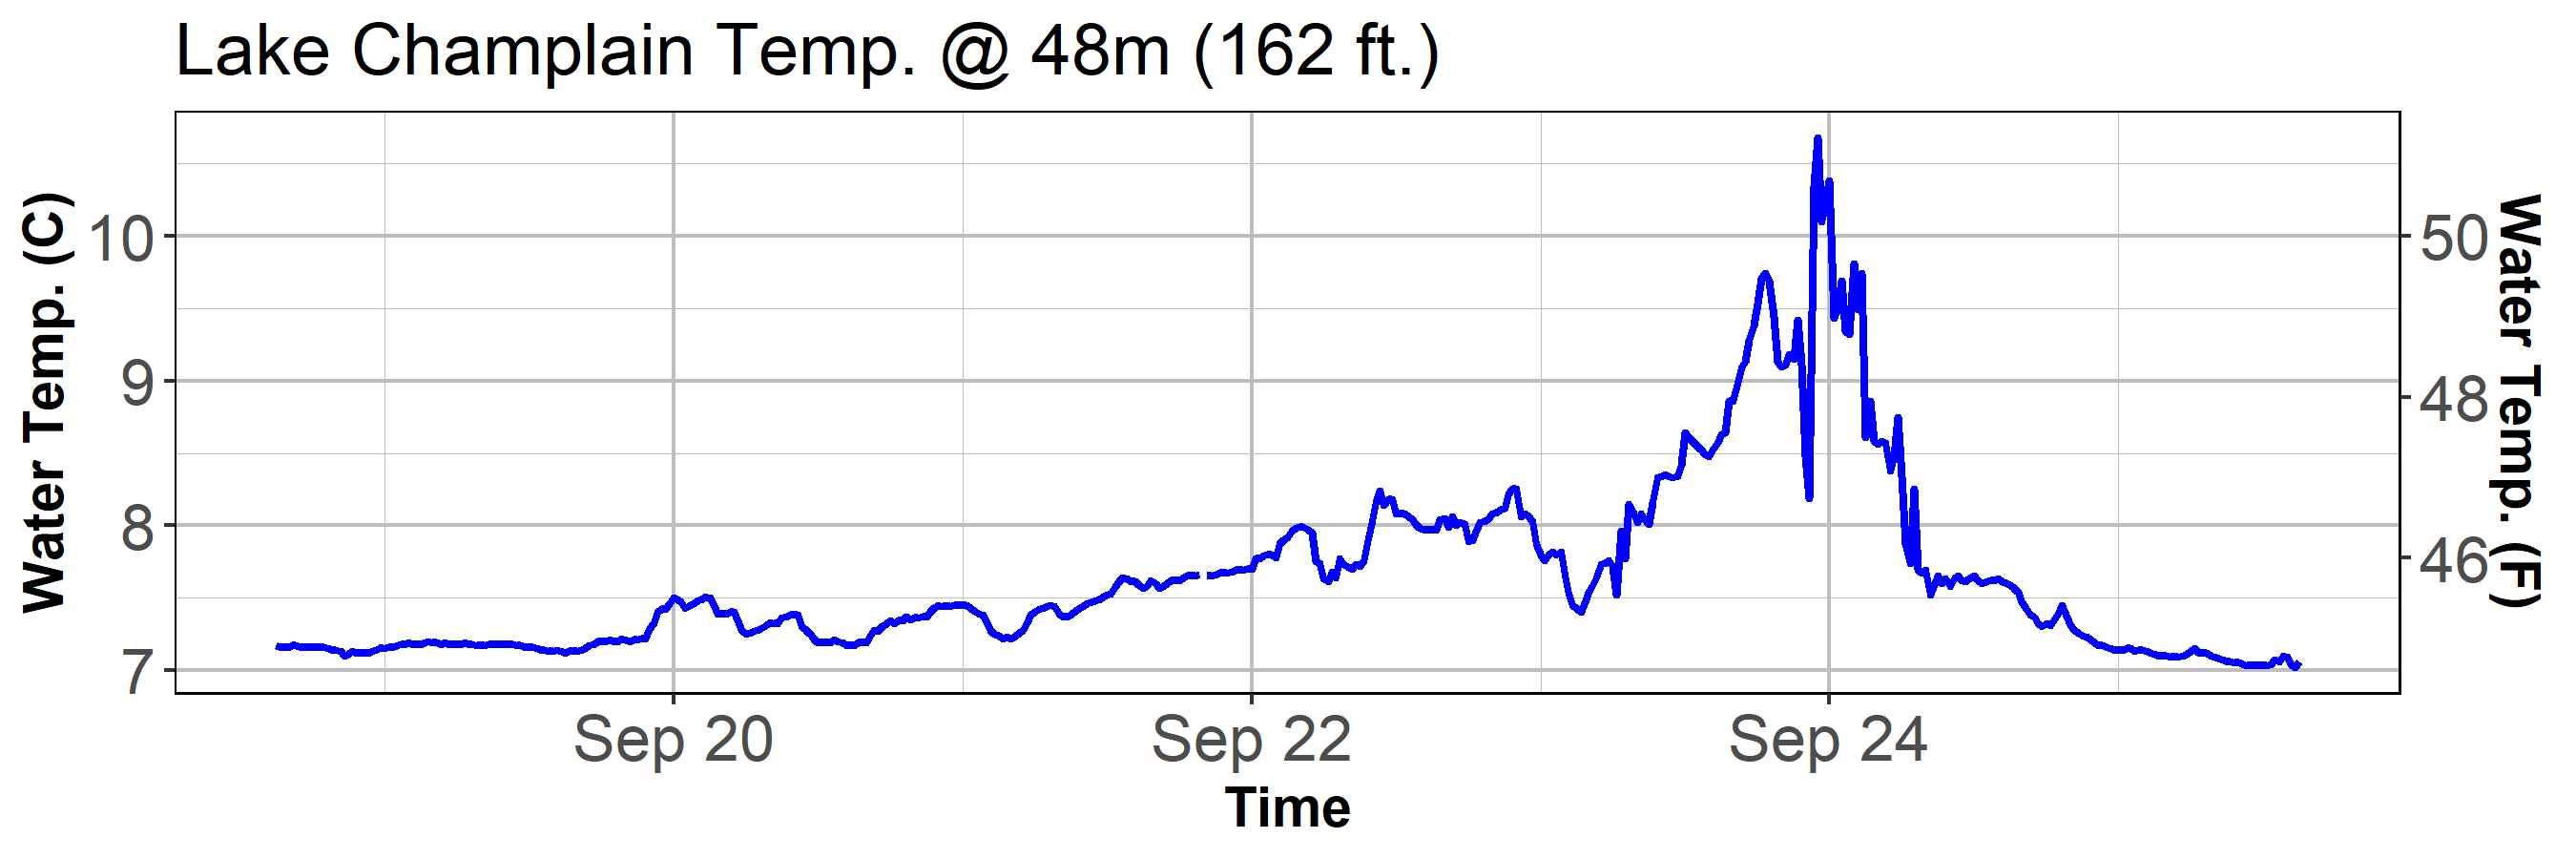 Lake Champlain Temp. @ 48m (162 ft.)
Water Temp. (C)
10
9
8
7
50
48
46
Water Temp. (F)
Sep 20
Sep 22
Sep 24
Time